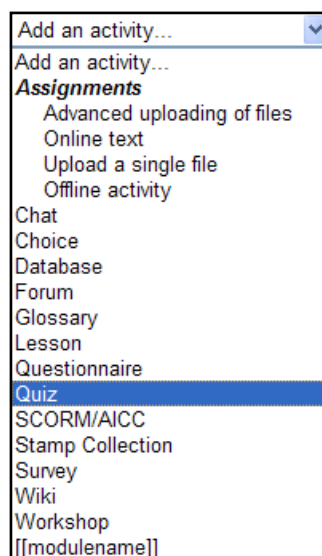 Add an activity...
Add an activity...
Assignments
Advanced uploading of files
Online text
Upload a single file
Offline activity
Chat
Choice
Database
Forum
Glossary
Lesson
Questionnaire
Quiz
SCORM/AICC
Stamp Collection
Survey
Wiki
Workshop
[[modulename]]